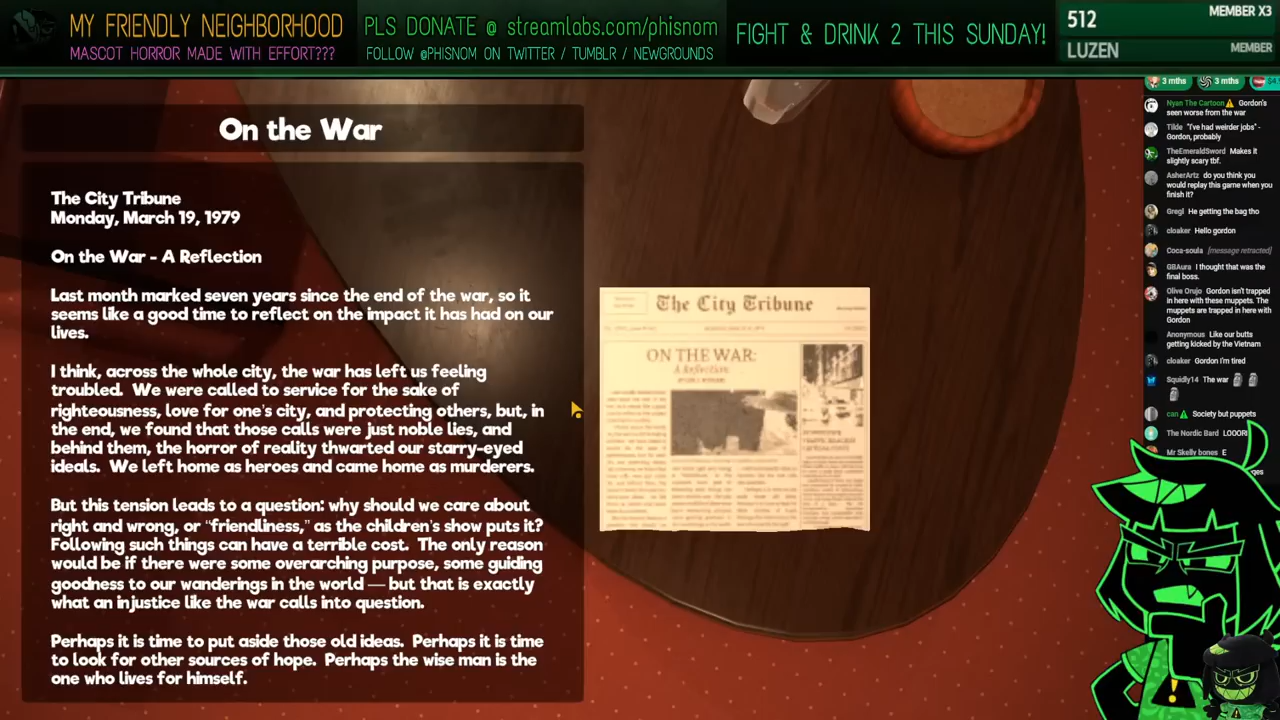 MY FRIENDLY NEIGHBORHOOD
MASCOT HORROR MADE WITH EFFORT???
PLS DONATE @ streamlabs.com/phisnom
FOLLOW @PHISNOM ON TWITTER / TUMBLR / NEWGROUNDS
FIGHT & DRINK 2 THIS SUNDAY!
512
MEMBER X3
LUZEN
MEMBER
3 mths
3 mths
On the War
The City Tribune
Monday, March 19, 1979
On the War - A Reflection
Last month marked seven years since the end of the war, so it
seems like a good time to reflect on the impact it has had on our
lives.
I think, across the whole city, the war has left us feeling
troubled. We were called to service for the sake of
righteousness, love for one's city, and protecting others, but, in
the end, we found that those calls were just noble lies, and
behind them, the horror of reality thwarted our starry-eyed
ideals. We left home as heroes and came home as murderers.
But this tension leads to a question: why should we care about
right and wrong, or "friendliness," as the children's show puts it?
Following such things can have a terrible cost. The only reason
would be if there were some overarching purpose, some guiding
goodness to our wanderings in the world — but that is exactly
what an injustice like the war calls into question.
Perhaps it is time to put aside those old ideas. Perhaps it is time
to look for other sources of hope. Perhaps the wise man is the
one who lives for himself.
The City Tribune
ON THE WAR:
A Reflection
Nyan The Cartoon Gordon's
seen worse from the war
Tilde "I've had weirder jobs" -
Gordon, probably
TheEmeraldSword Makes it
slightly scary tbf.
AsherArtz do you think you
would replay this game when you
finish it?
Gregl He getting the bag tho
cloaker Hello gordon
Coca-soula [message retracted]
GBAura I thought that was the
final boss.
Olive Orujo Gordon isn't trapped
in here with these muppets. The
muppets are trapped in here with
Gordon
Anonymous Like our butts
getting kicked by the Vietnam
cloaker Gordon I'm tired
Squidly14 The war
can Society but puppets
The Nordic Bard LOOOR
Mr Skelly bones E